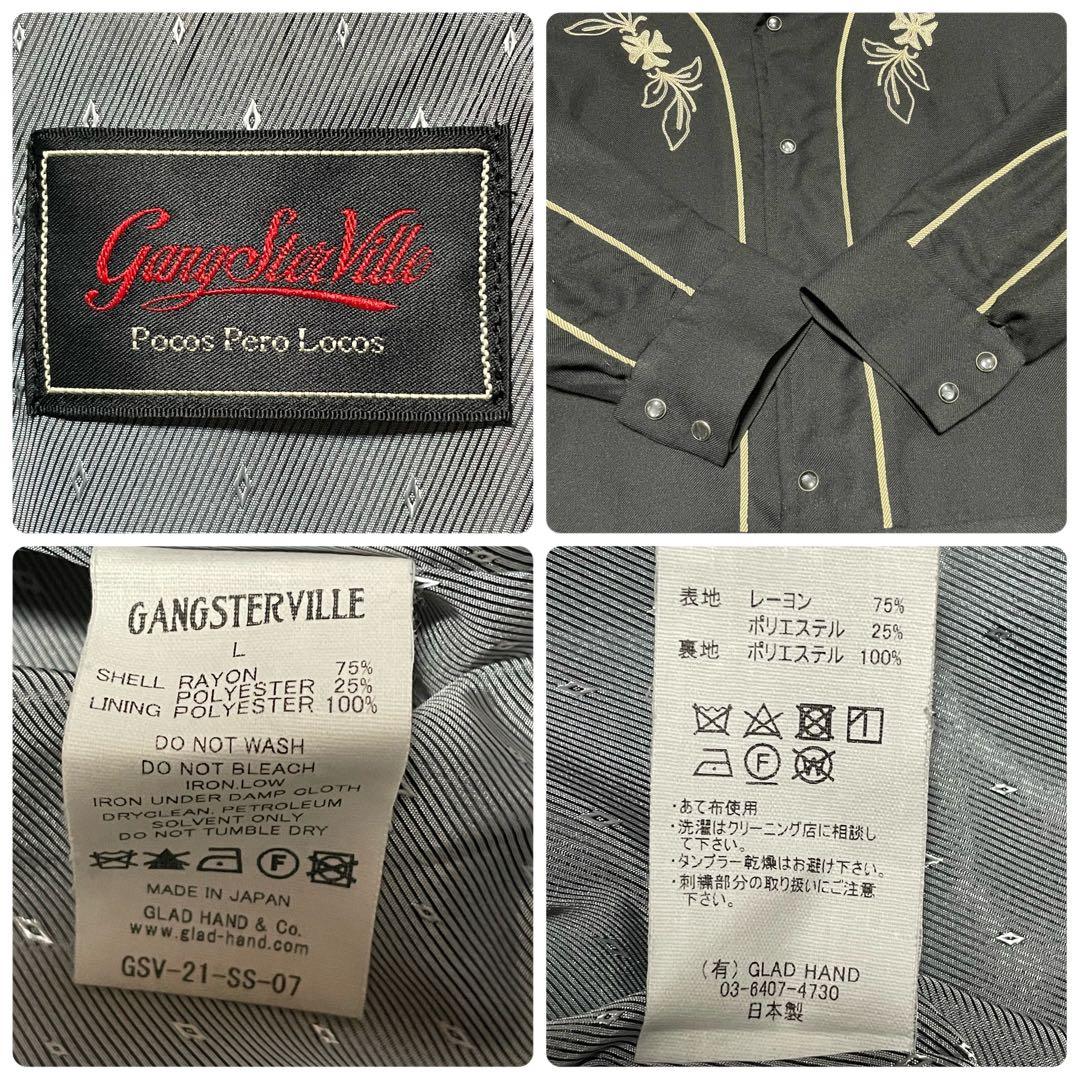 GangSterVille
Pocos Pero Locos
GANGSTERVILLE
L
SHELL RAYON 75%
POLYESTER 25%
LINING POLYESTER 100%
DO NOT WASH
DO NOT BLEACH
IRON.LOW
IRON UNDER DAMP CLOTH
DRYCLEAN, PETROLEUM
SOLVENT ONLY
DO NOT TUMBLE DRY
F
MADE IN JAPAN
GLAD HAND & Co.
www.glad-hand.com
GSV-21-SS-07
表地 レーヨン 75%
ポリエステル 25%
裏地 ポリエステル 100%
F W
・あて布使用
・洗濯はクリーニング店に相談し
て下さい。
・タンブラー乾燥はお避け下さい。
・刺繍部分の取り扱いにご注意
下さい。
(有) GLAD HAND
03-6407-4730
日本製